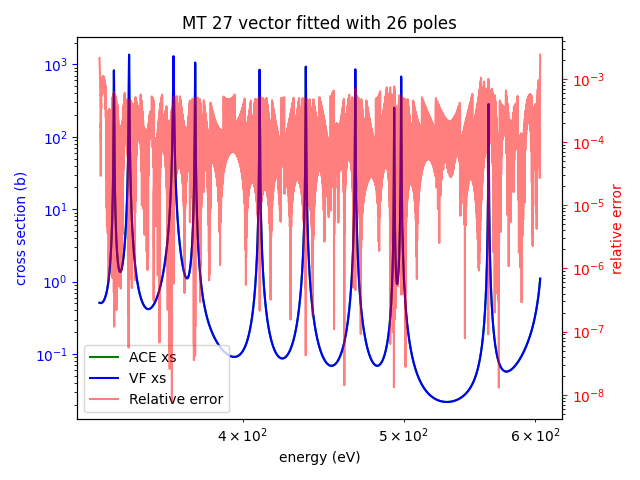 MT 27 vector fitted with 26 poles
10³
10²
10¹
10⁰
10⁻¹
cross section (b)
10⁻³
10⁻⁴
10⁻⁵
10⁻⁶
10⁻⁷
10⁻⁸
relative error
ACE xs
VF xs
Relative error
4 × 10² 5 × 10² 6 × 10²
energy (eV)